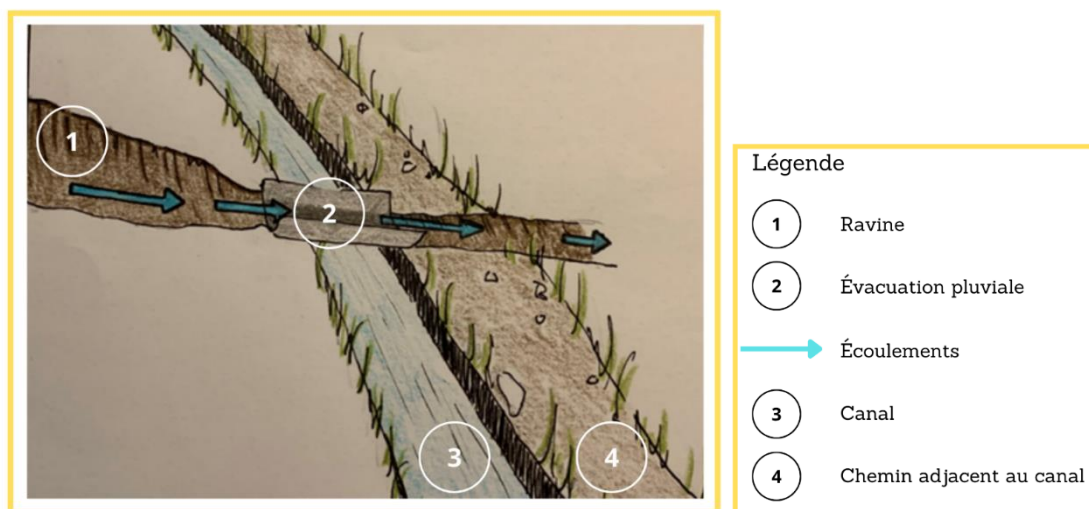 1
2
3
4
Légende
1 Ravine
2 Évacuation pluviale
Écoulements
3 Canal
4 Chemin adjacent au canal